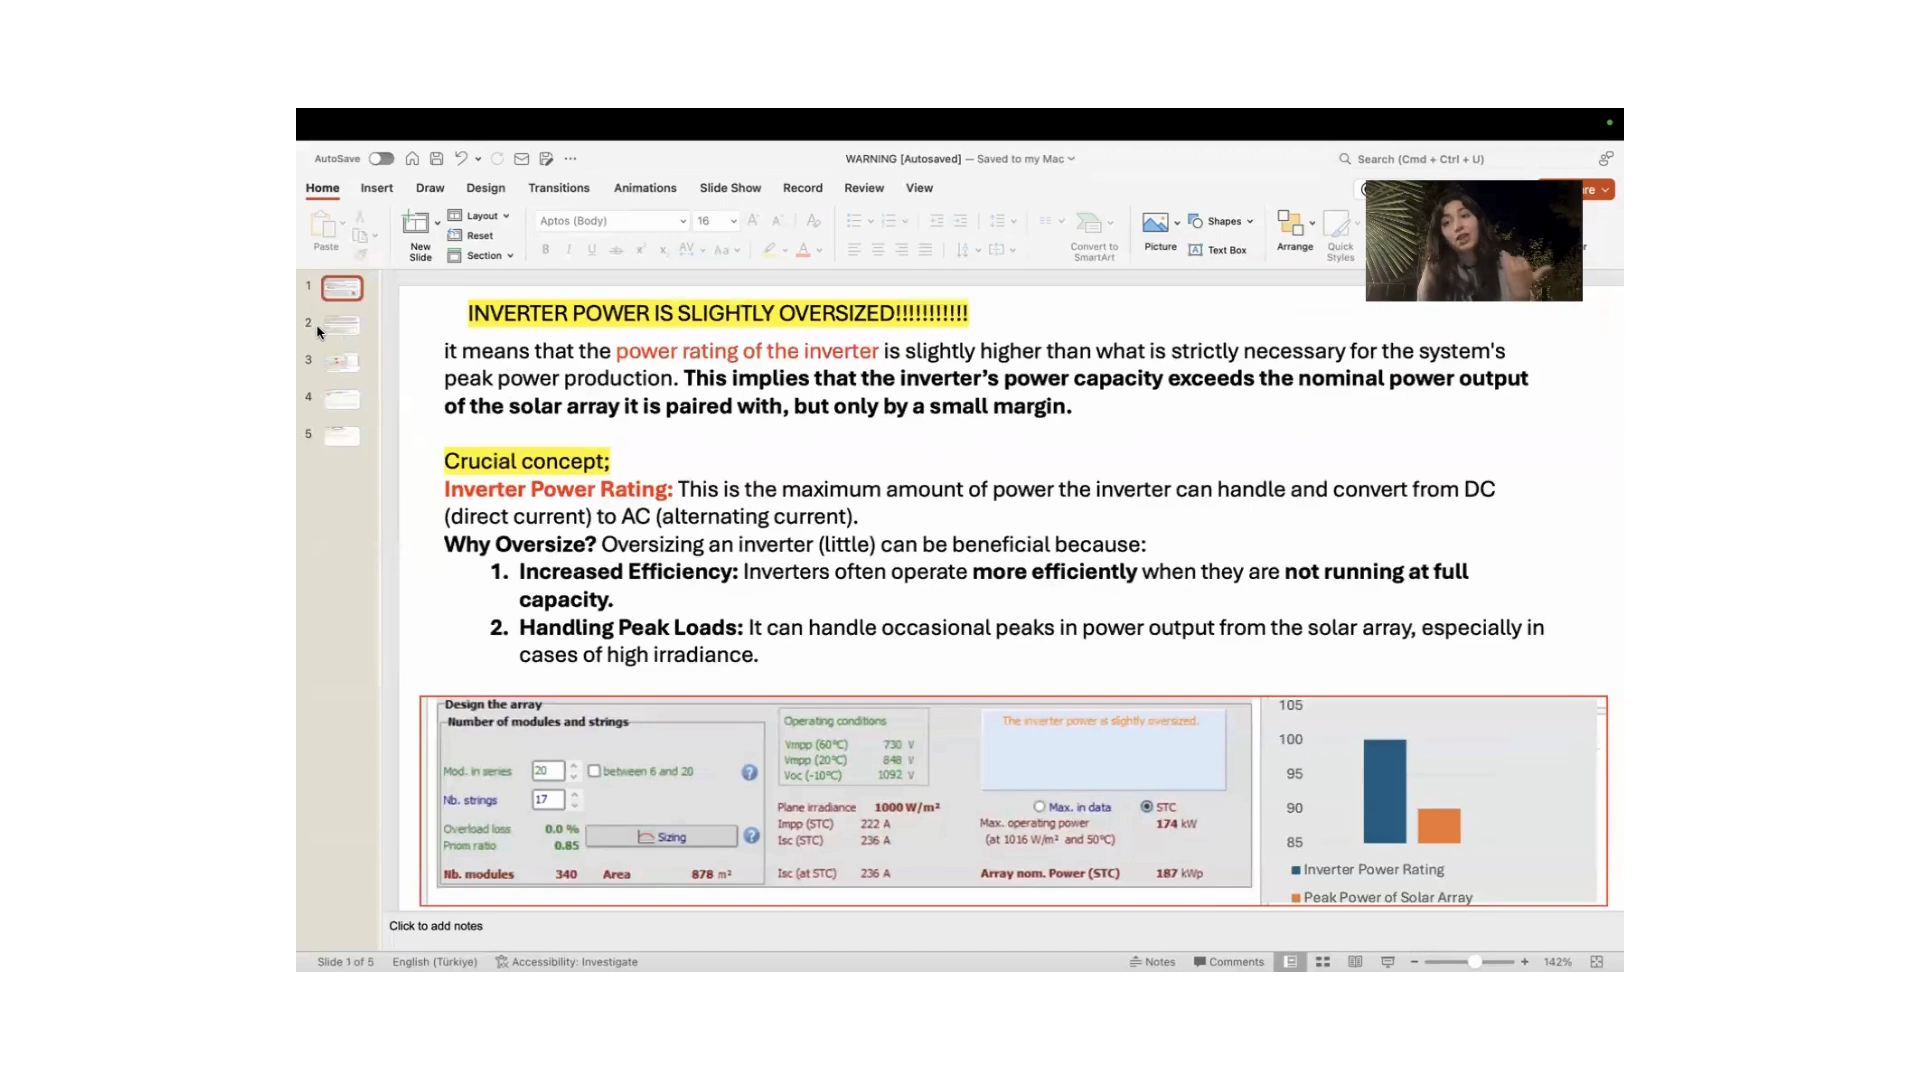 AutoSave
WARNING [Autosaved] — Saved to my Mac
Search (Cmd + Ctrl + U)
Home Insert Draw Design Transitions Animations Slide Show Record Review View
Paste
New Slide
Layout
Reset
Section
Aptos (Body) 16
Convert to SmartArt
Picture
Shapes
Text Box
Arrange
Quick Styles
1
2
3
4
5
INVERTER POWER IS SLIGHTLY OVERSIZED!!!!!!!!!!!
it means that the power rating of the inverter is slightly higher than what is strictly necessary for the system's
peak power production. This implies that the inverter’s power capacity exceeds the nominal power output
of the solar array it is paired with, but only by a small margin.
Crucial concept;
Inverter Power Rating: This is the maximum amount of power the inverter can handle and convert from DC
(direct current) to AC (alternating current).
Why Oversize? Oversizing an inverter (little) can be beneficial because:
1. Increased Efficiency: Inverters often operate more efficiently when they are not running at full
capacity.
2. Handling Peak Loads: It can handle occasional peaks in power output from the solar array, especially in
cases of high irradiance.
Design the array
Number of modules and strings
Mod. in series 20 between 6 and 20
Nb. strings 17
Overload loss 0.0 %
Pnom ratio 0.85
Sizing
Nb. modules 340 Area 878 m²
Operating conditions
Vmpp (60°C) 730 V
Vmpp (20°C) 848 V
Voc (-10°C) 1092 V
Plane irradiance 1000 W/m²
Impp (STC) 222 A
Isc (STC) 236 A
Isc (at STC) 236 A
The inverter power is slightly oversized.
Max. in data STC
Max. operating power 174 kW
(at 1016 W/m² and 50°C)
Array nom. Power (STC) 187 kWp
105
100
95
90
85
Inverter Power Rating
Peak Power of Solar Array
Click to add notes
Slide 1 of 5 English (Türkiye) Accessibility: Investigate
Notes Comments 142%